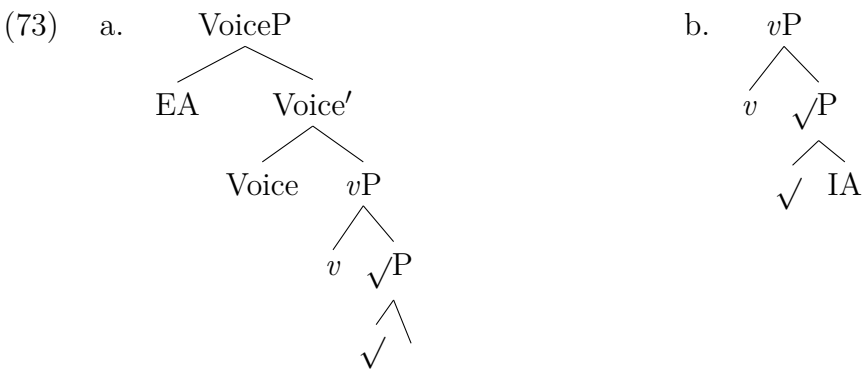 (73) a. VoiceP b. vP
EA Voice′ v √P
Voice vP √ IA
v √P
√